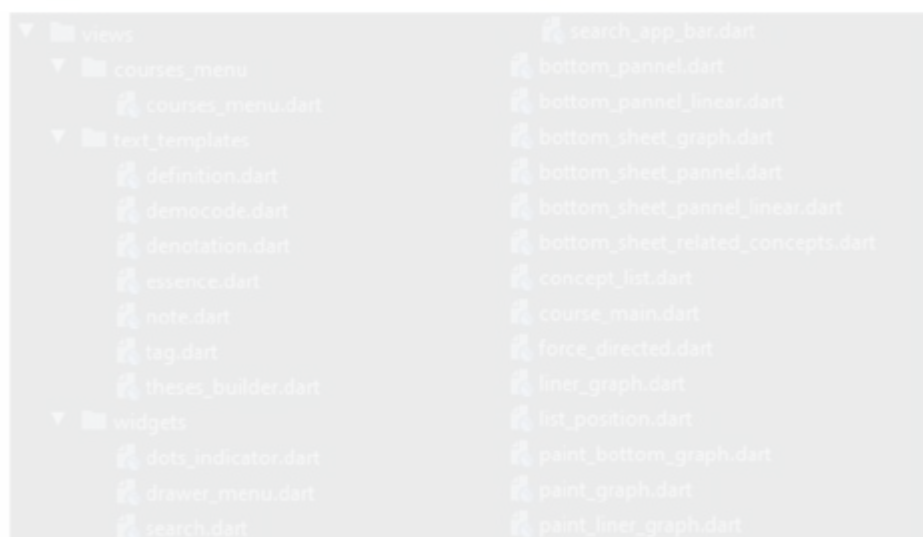 views
courses_menu
courses_menu.dart
text_templates
definition.dart
democode.dart
denotation.dart
essence.dart
note.dart
tag.dart
theses_builder.dart
widgets
dots_indicator.dart
drawer_menu.dart
search.dart
search_app_bar.dart
bottom_pannel.dart
bottom_pannel_linear.dart
bottom_sheet_graph.dart
bottom_sheet_pannel.dart
bottom_sheet_pannel_linear.dart
bottom_sheet_related_concepts.dart
concept_list.dart
course_main.dart
force_directed.dart
liner_graph.dart
list_position.dart
paint_bottom_graph.dart
paint_graph.dart
paint_liner_graph.dart